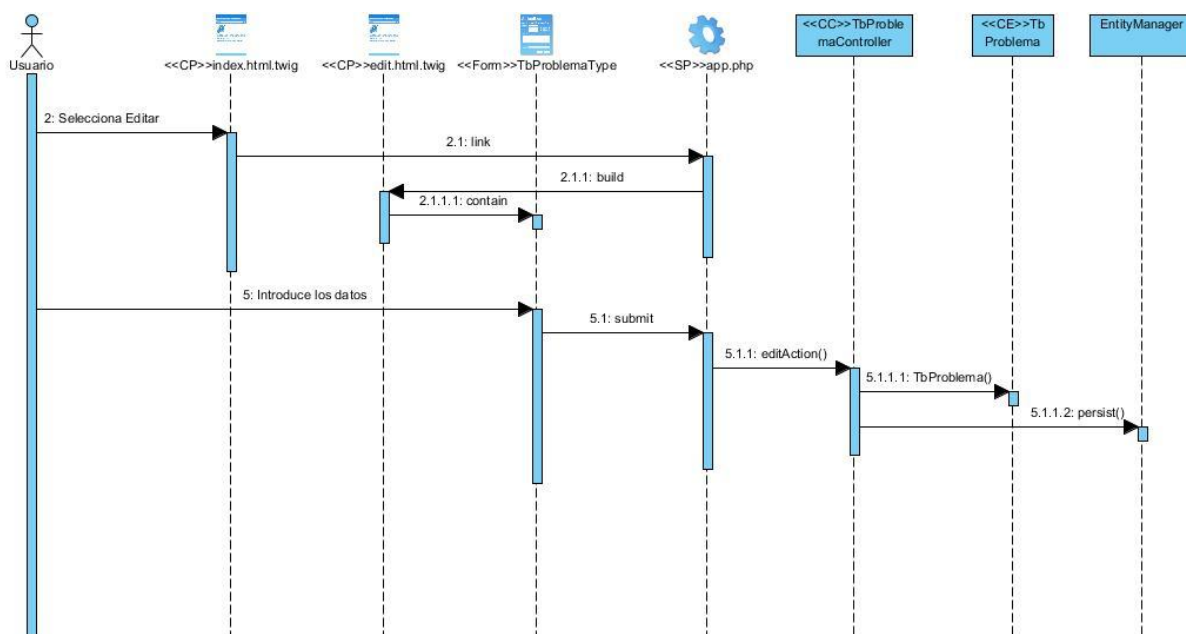 Usuario
<<CP>>index.html.twig
<<CP>>edit.html.twig
<<Form>>TbProblemaType
<<SP>>app.php
<<CC>>TbProble
maController
<<CE>>Tb
Problema
EntityManager
2: Selecciona Editar
2.1: link
2.1.1: build
2.1.1.1: contain
5: Introduce los datos
5.1: submit
5.1.1: editAction()
5.1.1.1: TbProblema()
5.1.1.2: persist()